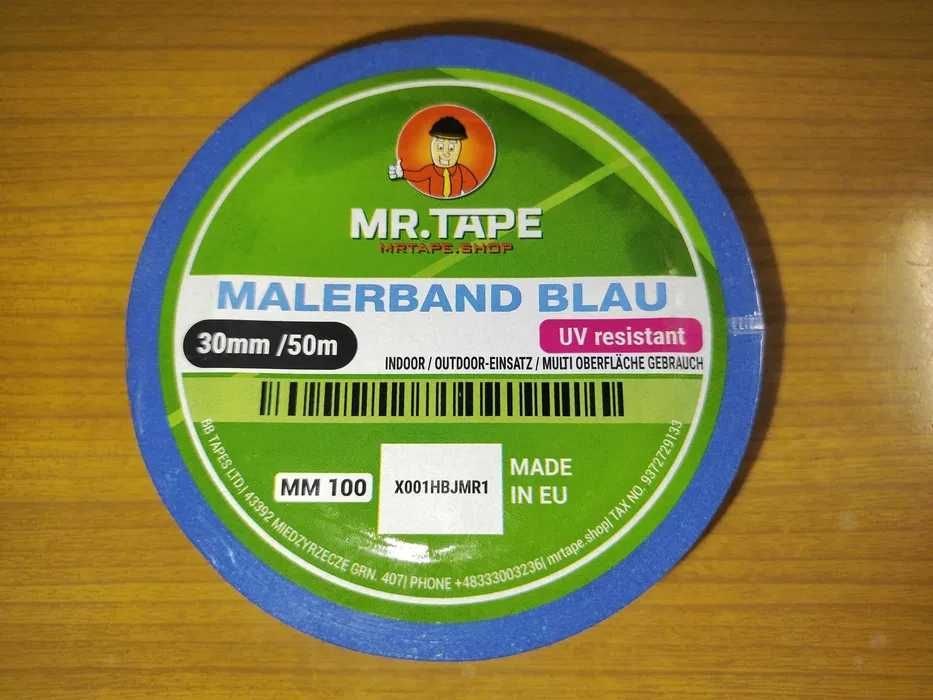 MR.TAPE
MRTAPE.SHOP
MALERBAND BLAU
30mm /50m
UV resistant
INDOOR / OUTDOOR-EINSATZ / MULTI OBERFLÄCHE GEBRAUCH
MM 100
X001HBJMR1
MADE
IN EU
BB TAPES LTD.| 43392 MIEDZYRZECZE GRN. 407| PHONE +48333003236| mrtape.shop| TAX NO. 9372729133